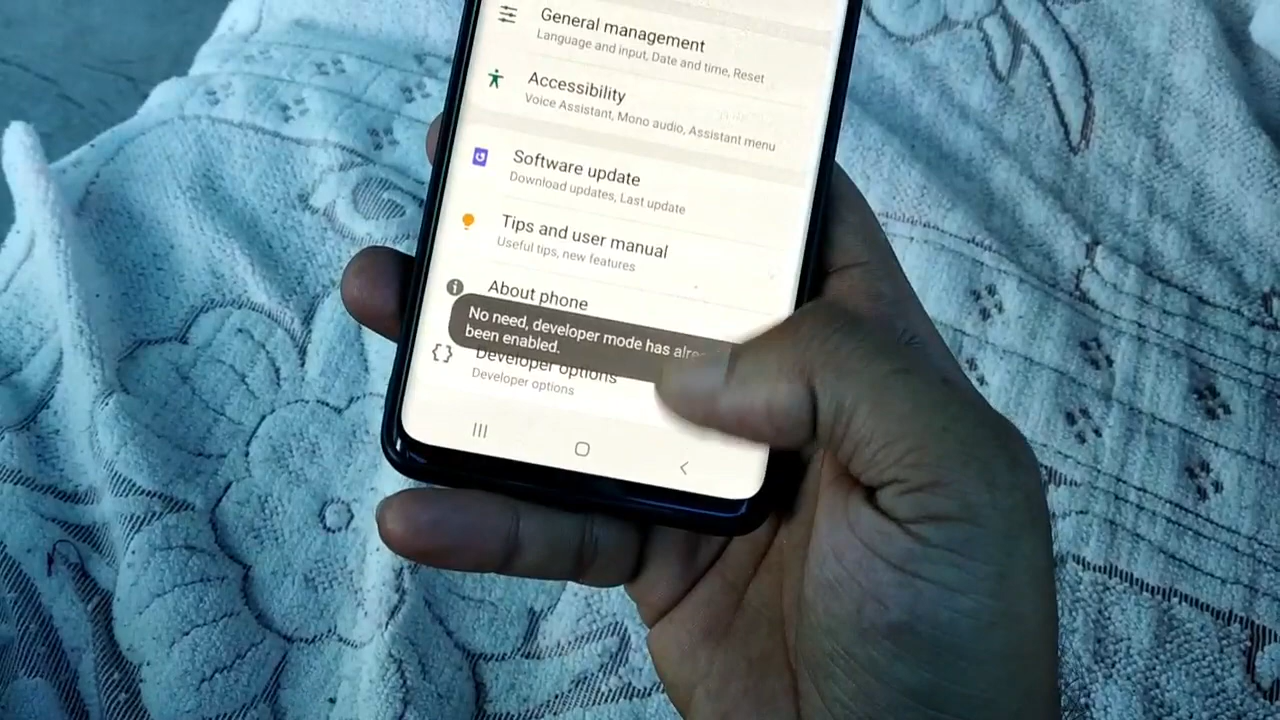 General management
Language and input, Date and time, Reset
Accessibility
Voice Assistant, Mono audio, Assistant menu
Software update
Download updates, Last update
Tips and user manual
Useful tips, new features
About phone
No need, developer mode has alre
been enabled.
Developer options
Developer options